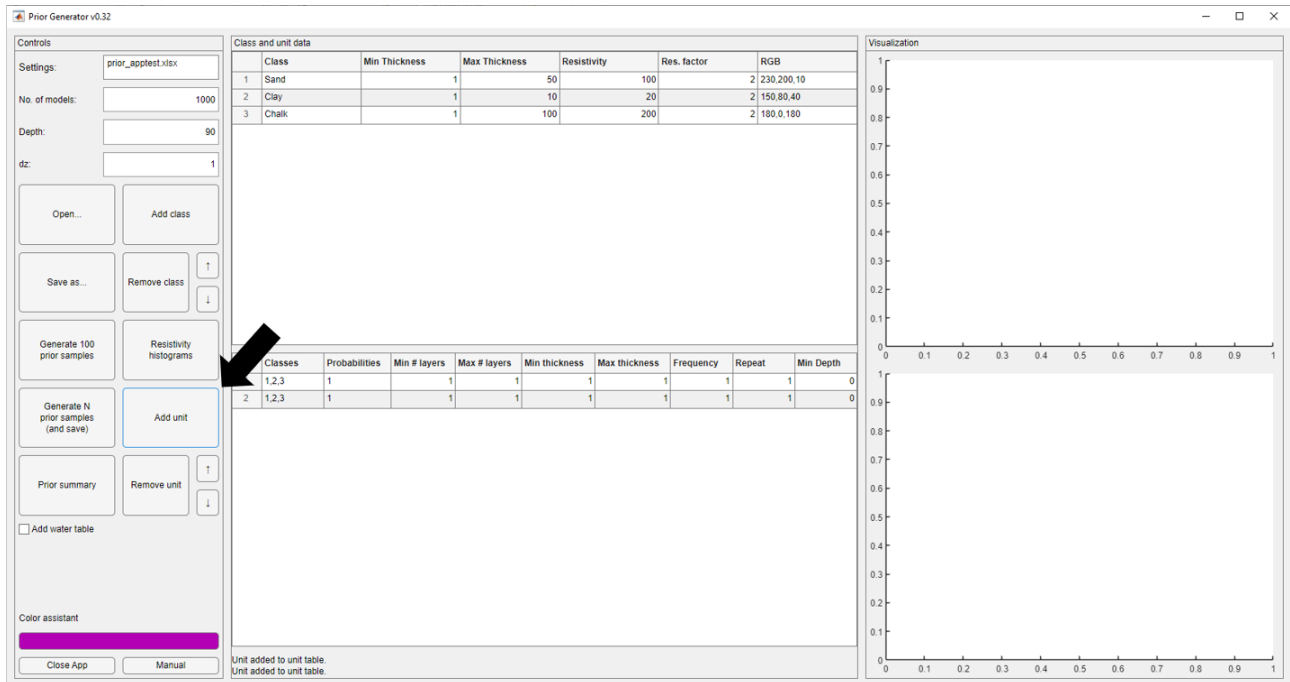 Prior Generator v0.32
Controls
Settings: prior_apptest.xlsx
No. of models: 1000
Depth: 90
dz: 1
Open... Add class
Save as... Remove class ↑
↓
Generate 100
prior samples
Resistivity
histograms
Generate N
prior samples
(and save)
Add unit
Prior summary Remove unit ↑
↓
Add water table
Color assistant
Close App Manual
Class and unit data
Class Min Thickness Max Thickness Resistivity Res. factor RGB
1 Sand 1 50 100 2 230,200,10
2 Clay 1 10 20 2 150,80,40
3 Chalk 1 100 200 2 180,0,180
Classes Probabilities Min # layers Max # layers Min thickness Max thickness Frequency Repeat Min Depth
1,2,3 1 1 1 1 1 1 1 0
2 1,2,3 1 1 1 1 1 1 1 0
Unit added to unit table.
Unit added to unit table.
Visualization
1
0.9
0.8
0.7
0.6
0.5
0.4
0.3
0.2
0.1
0
0 0.1 0.2 0.3 0.4 0.5 0.6 0.7 0.8 0.9 1
1
0.9
0.8
0.7
0.6
0.5
0.4
0.3
0.2
0.1
0
0 0.1 0.2 0.3 0.4 0.5 0.6 0.7 0.8 0.9 1